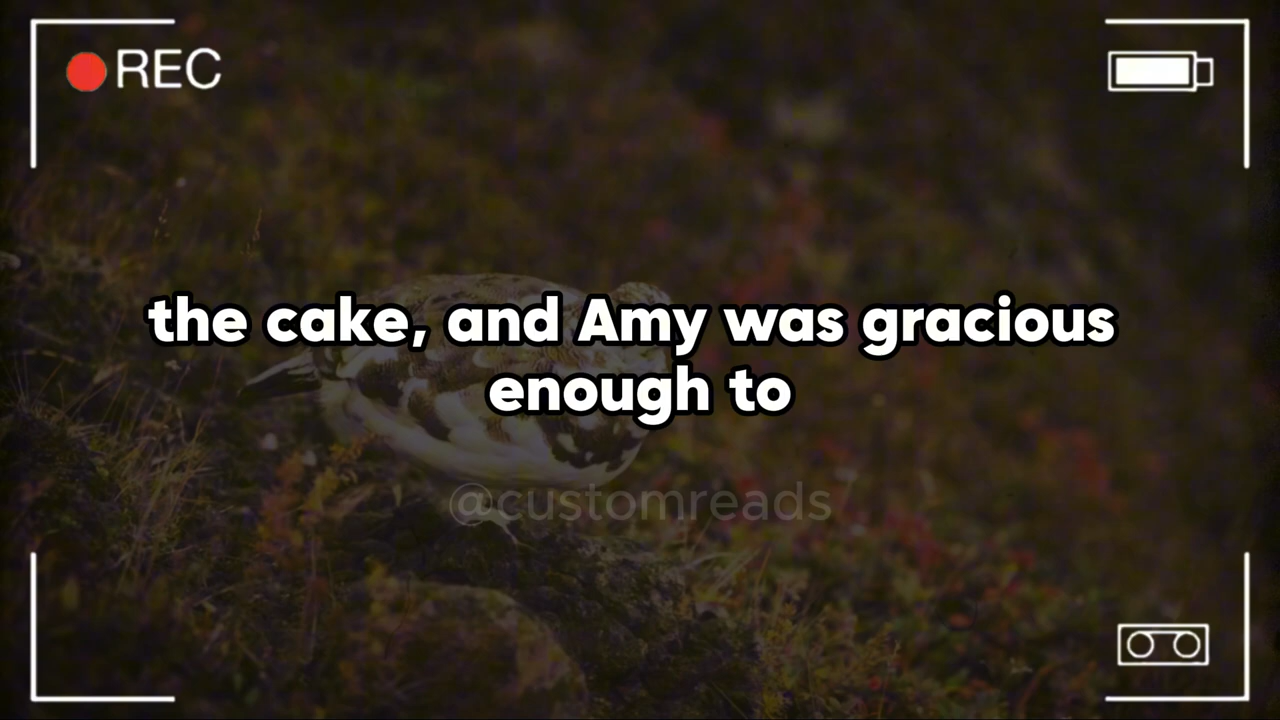 REC
the cake, and Amy was gracious
enough to
@customreads